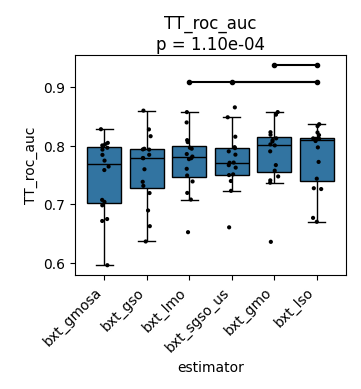 TT_roc_auc
p = 1.10e-04
TT_roc_auc
0.9
0.8
0.7
0.6
bxt_gmosa
bxt_gso
bxt_lmo
bxt_sgso_us
bxt_gmo
bxt_lso
estimator